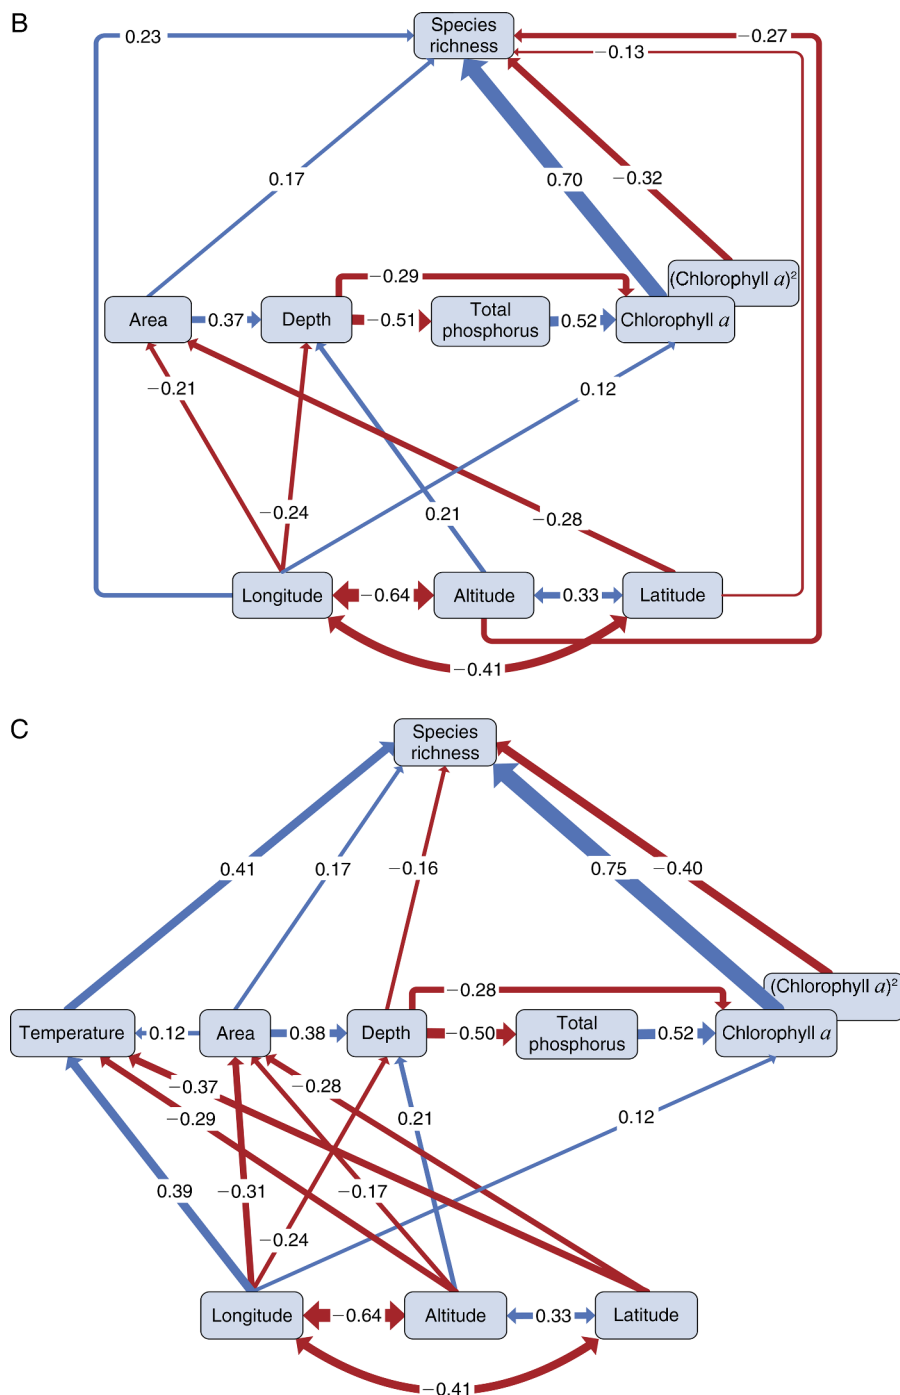 B
Species
richness
0.23
−0.27
−0.13
0.17
0.70
−0.32
(Chlorophyll a)²
−0.29
Area
0.37
Depth
−0.51
Total
phosphorus
0.52
Chlorophyll a
−0.21
0.12
−0.24
0.21
−0.28
Longitude
−0.64
Altitude
0.33
Latitude
−0.41
C
Species
richness
0.41
0.17
−0.16
0.75
−0.40
(Chlorophyll a)²
−0.28
Temperature
0.12
Area
0.38
Depth
−0.50
Total
phosphorus
0.52
Chlorophyll a
−0.37
−0.28
−0.29
0.21
0.12
0.39
−0.31
−0.17
−0.24
Longitude
−0.64
Altitude
0.33
Latitude
−0.41